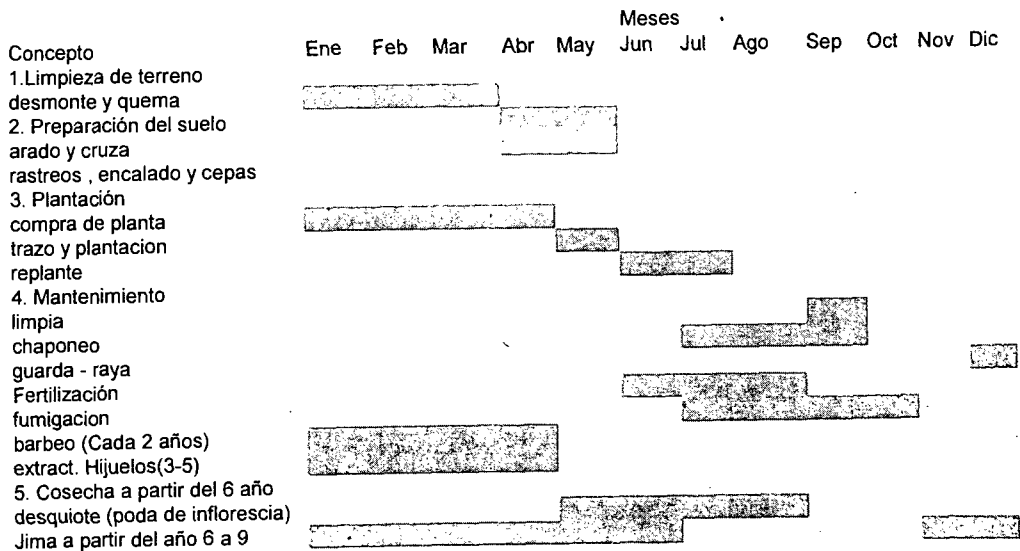 Meses
Concepto Ene Feb Mar Abr May Jun Jul Ago Sep Oct Nov Dic
1.Limpieza de terreno
desmonte y quema
2. Preparación del suelo
arado y cruza
rastreos , encalado y cepas
3. Plantación
compra de planta
trazo y plantacion
replante
4. Mantenimiento
limpia
chaponeo
guarda - raya
Fertilización
fumigacion
barbeo (Cada 2 años)
extract. Hijuelos(3-5)
5. Cosecha a partir del 6 año
desquiote (poda de inflorescia)
Jima a partir del año 6 a 9